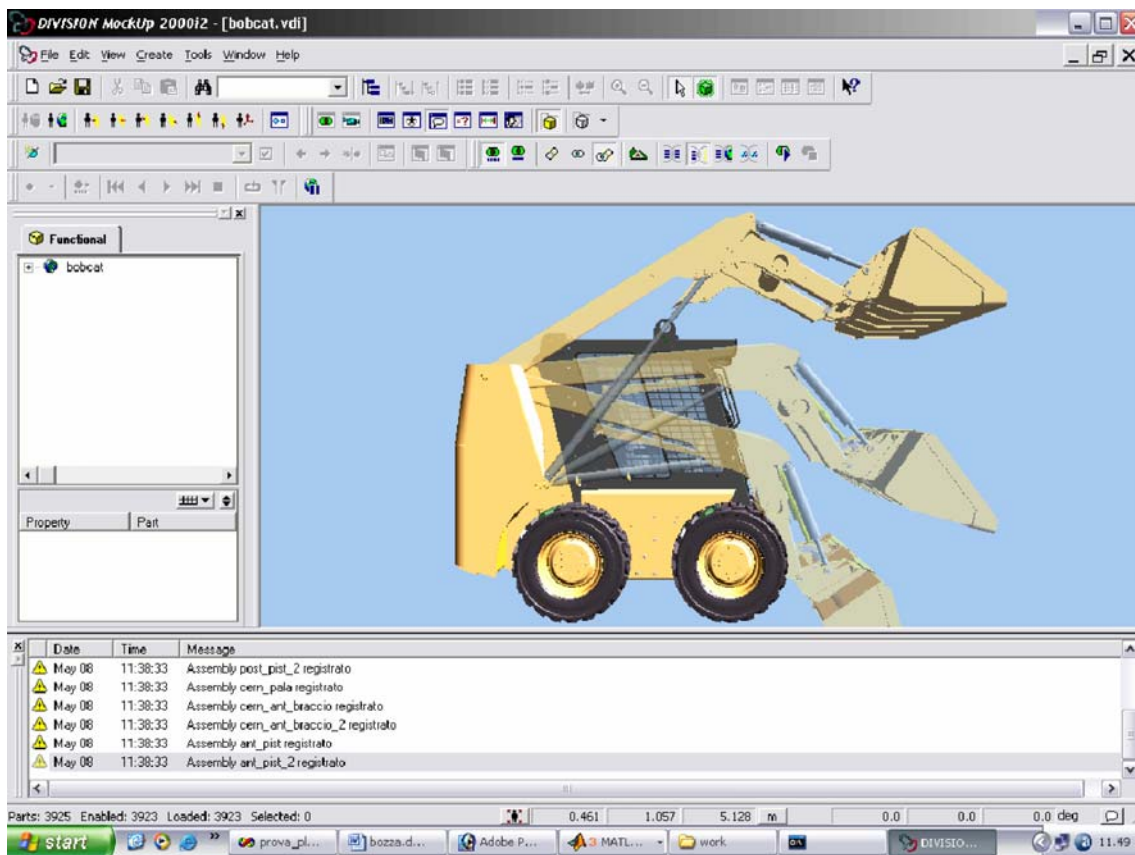 DIVISION MockUp 2000i2 - [bobcat.vdi]
File Edit View Create Tools Window Help
Functional
bobcat
Property Part
Date Time Message
May 08 11:38:33 Assembly post_pist_2 registrato
May 08 11:38:33 Assembly cern_pala registrato
May 08 11:38:33 Assembly cern_ant_braccio registrato
May 08 11:38:33 Assembly cern_ant_braccio_2 registrato
May 08 11:38:33 Assembly ant_pist registrato
May 08 11:38:33 Assembly ant_pist_2 registrato
Parts: 3925 Enabled: 3923 Loaded: 3923 Selected: 0 0.461 1.057 5.128 m 0.0 0.0 0.0 deg
start prova_pl... bozza.d... Adobe P... 3 MATL... work DIVISIO... 11.49